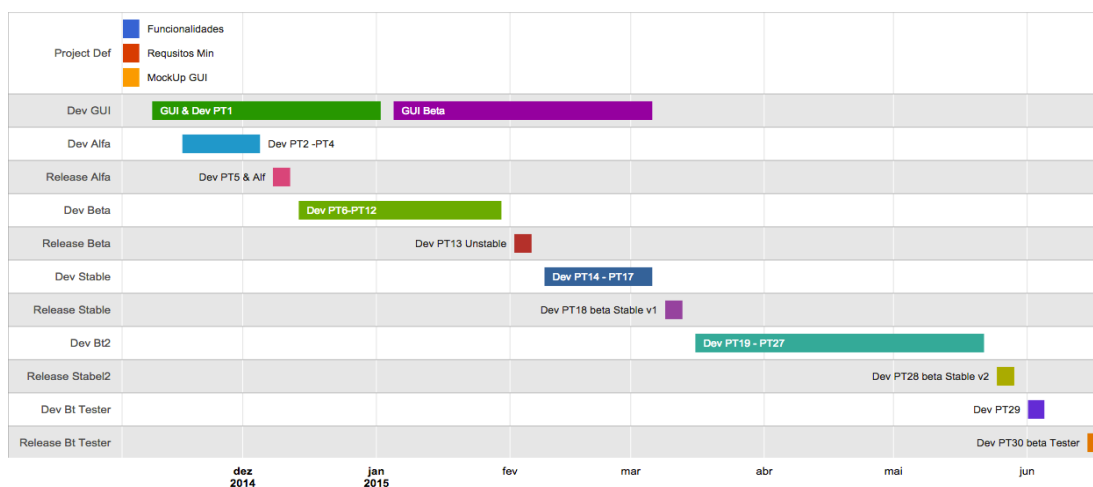 Project Def
Funcionalidades
Requsitos Min
MockUp GUI
Dev GUI
GUI & Dev PT1
GUI Beta
Dev Alfa
Dev PT2 -PT4
Release Alfa
Dev PT5 & Alf
Dev Beta
Dev PT6-PT12
Release Beta
Dev PT13 Unstable
Dev Stable
Dev PT14 - PT17
Release Stable
Dev PT18 beta Stable v1
Dev Bt2
Dev PT19 - PT27
Release Stabel2
Dev PT28 beta Stable v2
Dev Bt Tester
Dev PT29
Release Bt Tester
Dev PT30 beta Tester
dez jan fev mar abr mai jun
2014 2015